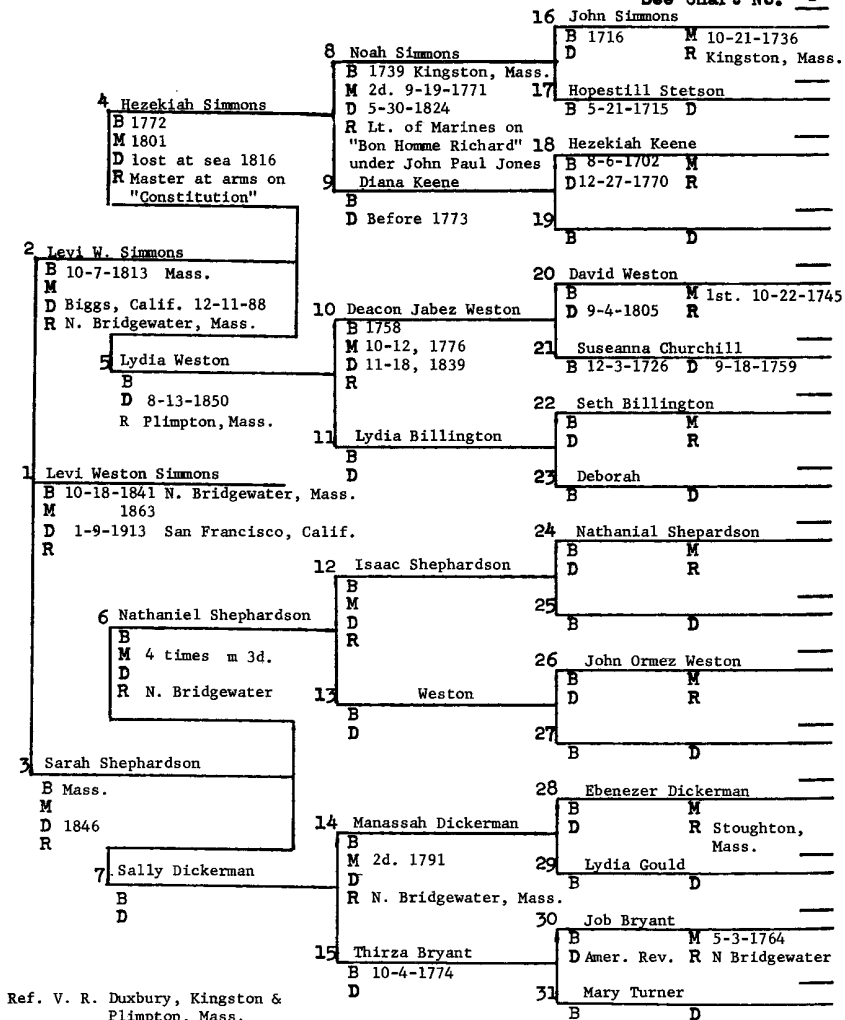 See Chart No.
1 Levi Weston Simmons
B 10-18-1841 N. Bridgewater, Mass.
M 1863
D 1-9-1913 San Francisco, Calif.
R
2 Levi W. Simmons
B 10-7-1813 Mass.
M
D Biggs, Calif. 12-11-88
R N. Bridgewater, Mass.
3 Sarah Shephardson
B Mass.
M
D 1846
R
4 Hezekiah Simmons
B 1772
M 1801
D lost at sea 1816
R Master at arms on
"Constitution"
5 Lydia Weston
B
D 8-13-1850
R Plimpton, Mass.
6 Nathaniel Shephardson
B
M 4 times m 3d.
D
R N. Bridgewater
7 Sally Dickerman
B
D
8 Noah Simmons
B 1739 Kingston, Mass.
M 2d. 9-19-1771
D 5-30-1824
R Lt. of Marines on
"Bon Homme Richard"
under John Paul Jones
9 Diana Keene
B
D Before 1773
10 Deacon Jabez Weston
B 1758
M 10-12, 1776
D 11-18, 1839
R
11 Lydia Billington
B
D
12 Isaac Shephardson
B
M
D
R
13 Weston
B
D
14 Manassah Dickerman
B
M 2d. 1791
D
R N. Bridgewater, Mass.
15 Thirza Bryant
B 10-4-1774
D
16 John Simmons
B 1716 M 10-21-1736
D R Kingston, Mass.
17 Hopestill Stetson
B 5-21-1715 D
18 Hezekiah Keene
B 8-6-1702 M
D 12-27-1770 R
19
B D
20 David Weston
B M 1st. 10-22-1745
D 9-4-1805 R
21 Suseanna Churchill
B 12-3-1726 D 9-18-1759
22 Seth Billington
B M
D R
23 Deborah
B D
24 Nathanial Shepardson
B M
D R
25
B D
26 John Ormez Weston
B M
D R
27
B D
28 Ebenezer Dickerman
B M
D R Stoughton,
Mass.
29 Lydia Gould
B D
30 Job Bryant
B M 5-3-1764
D Amer. Rev. R N Bridgewater
31 Mary Turner
B D
Ref. V. R. Duxbury, Kingston &
Plimpton, Mass.